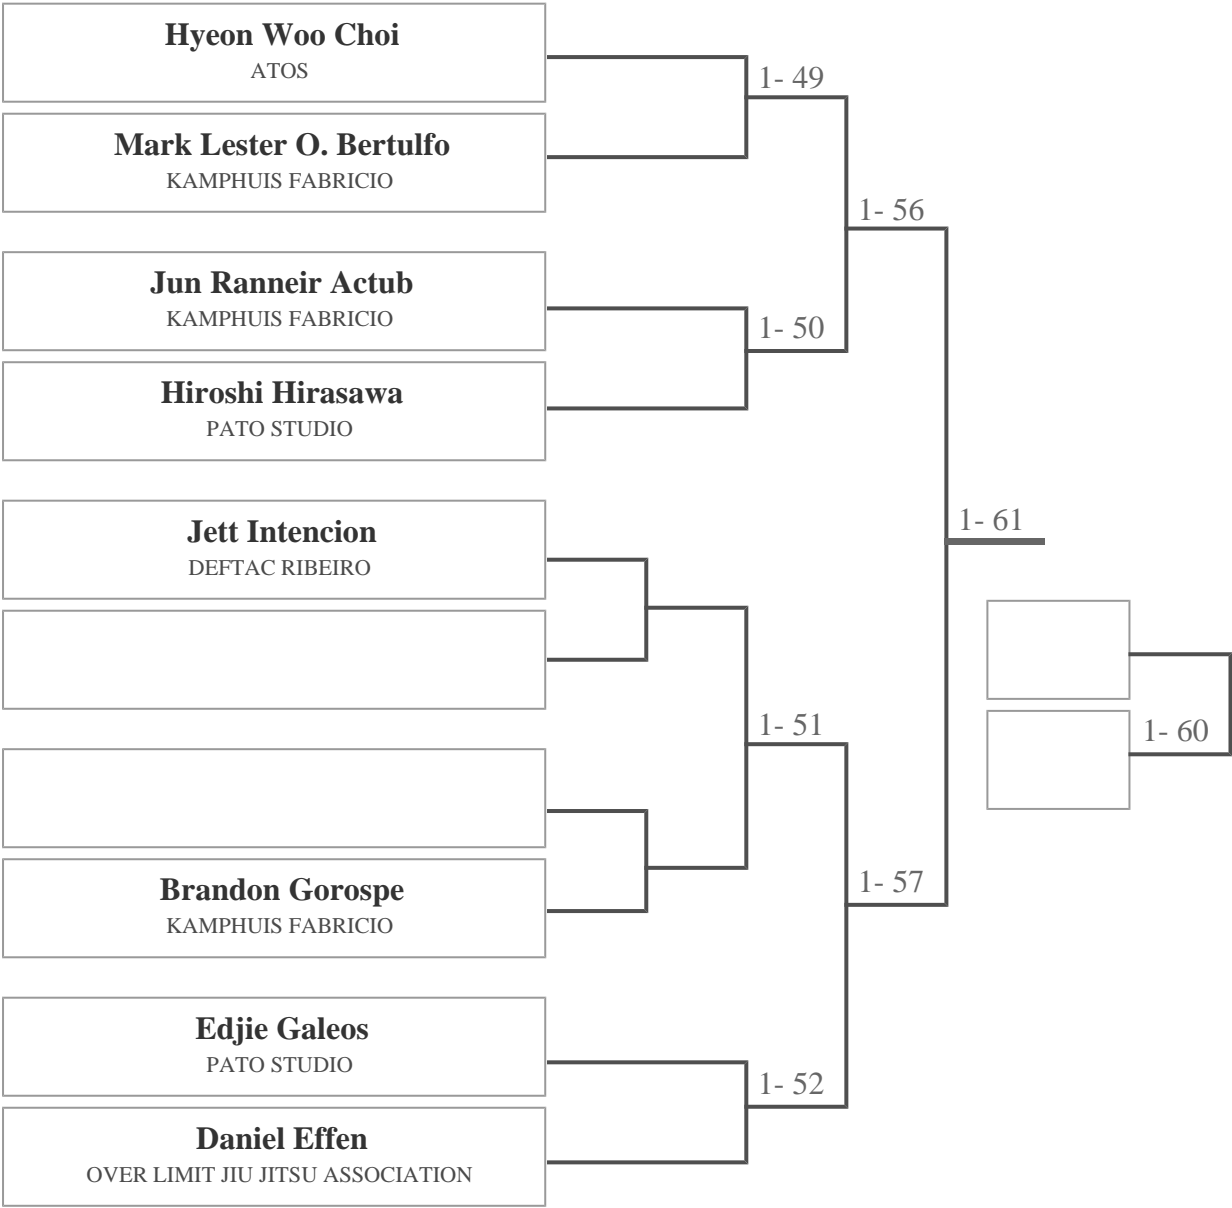 Hyeon Woo Choi
ATOS
1- 49
Mark Lester O. Bertulfo
KAMPHUIS FABRICIO
1- 56
Jun Ranneir Actub
KAMPHUIS FABRICIO
1- 50
Hiroshi Hirasawa
PATO STUDIO
Jett Intencion
DEFTAC RIBEIRO
1- 61
1- 51
1- 60
Brandon Gorospe
KAMPHUIS FABRICIO
1- 57
Edjie Galeos
PATO STUDIO
1- 52
Daniel Effen
OVER LIMIT JIU JITSU ASSOCIATION